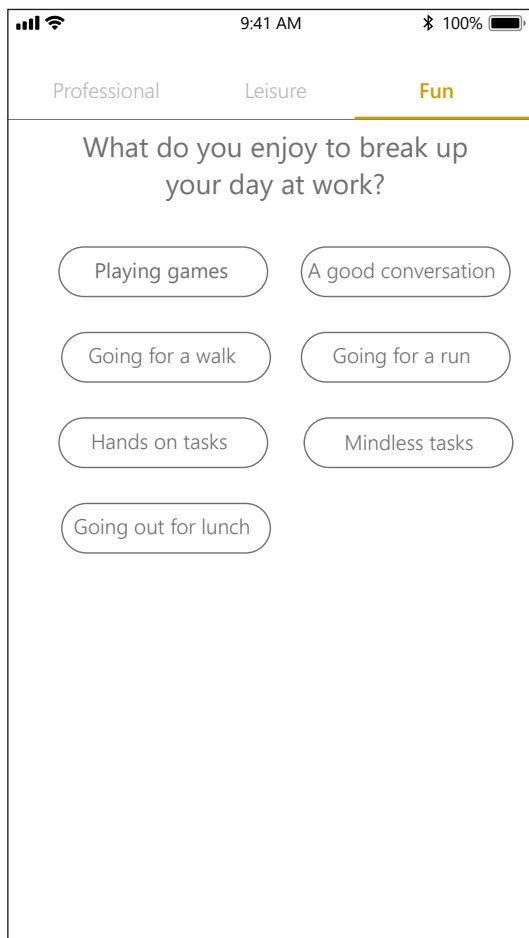 9:41 AM 100%
Professional Leisure Fun
What do you enjoy to break up
your day at work?
Playing games A good conversation
Going for a walk Going for a run
Hands on tasks Mindless tasks
Going out for lunch